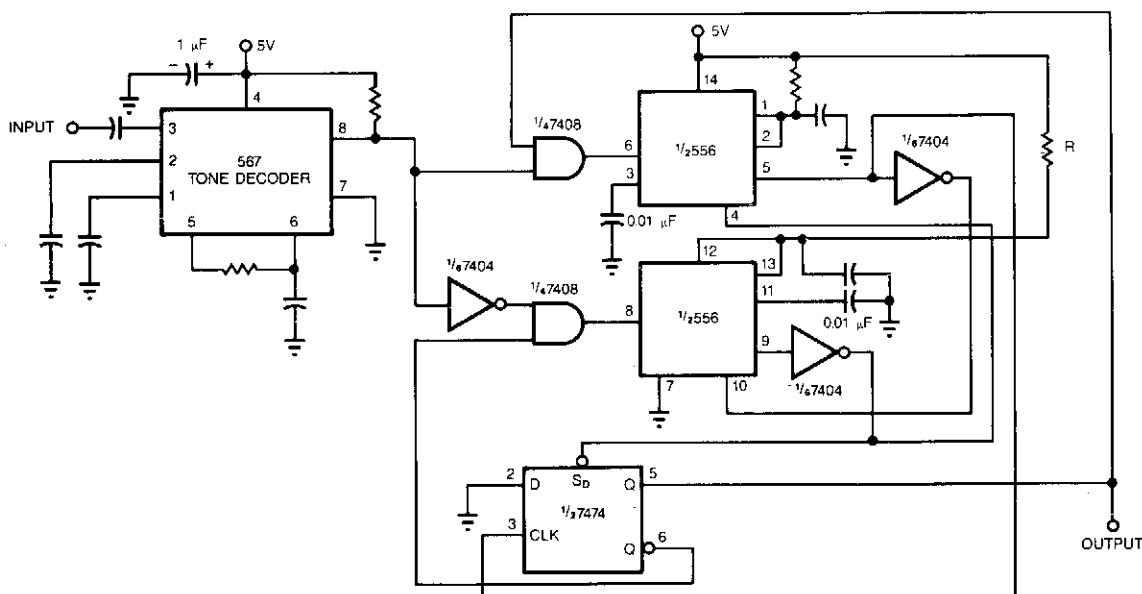 1 µF
− +
5V
4
INPUT
3
8
567
TONE DECODER
2
1
7
5
6
1/4 7408
5V
14
1
2
6
1/2 556
5
3
4
0.01 µF
1/6 7404
R
1/6 7404
1/4 7408
12
13
11
8
1/2 556
0.01 µF
9
7
10
1/6 7404
2
D
SD
Q
5
1/2 7474
3
CLK
Q
6
OUTPUT